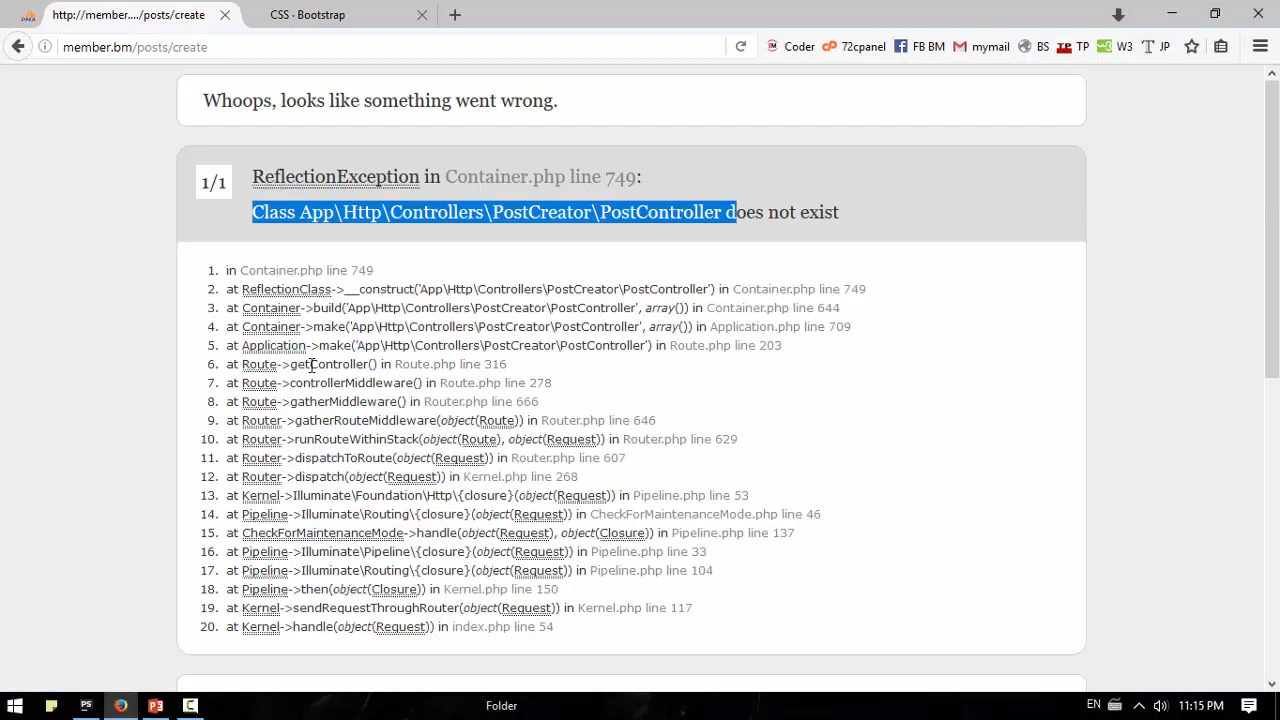 http://member..../posts/create
CSS · Bootstrap
member.bm/posts/create
Coder
72cpanel
FB BM
mymail
BS
TP
W3
JP
Whoops, looks like something went wrong.
1/1
ReflectionException in Container.php line 749:
Class App\Http\Controllers\PostCreator\PostController does not exist
1. in Container.php line 749
2. at ReflectionClass->__construct('App\Http\Controllers\PostCreator\PostController') in Container.php line 749
3. at Container->build('App\Http\Controllers\PostCreator\PostController', array()) in Container.php line 644
4. at Container->make('App\Http\Controllers\PostCreator\PostController', array()) in Application.php line 709
5. at Application->make('App\Http\Controllers\PostCreator\PostController') in Route.php line 203
6. at Route->getController() in Route.php line 316
7. at Route->controllerMiddleware() in Route.php line 278
8. at Route->gatherMiddleware() in Router.php line 666
9. at Router->gatherRouteMiddleware(object(Route)) in Router.php line 646
10. at Router->runRouteWithinStack(object(Route), object(Request)) in Router.php line 629
11. at Router->dispatchToRoute(object(Request)) in Router.php line 607
12. at Router->dispatch(object(Request)) in Kernel.php line 268
13. at Kernel->Illuminate\Foundation\Http\{closure}(object(Request)) in Pipeline.php line 53
14. at Pipeline->Illuminate\Routing\{closure}(object(Request)) in CheckForMaintenanceMode.php line 46
15. at CheckForMaintenanceMode->handle(object(Request), object(Closure)) in Pipeline.php line 137
16. at Pipeline->Illuminate\Pipeline\{closure}(object(Request)) in Pipeline.php line 33
17. at Pipeline->Illuminate\Routing\{closure}(object(Request)) in Pipeline.php line 104
18. at Pipeline->then(object(Closure)) in Kernel.php line 150
19. at Kernel->sendRequestThroughRouter(object(Request)) in Kernel.php line 117
20. at Kernel->handle(object(Request)) in index.php line 54
Folder
EN
11:15 PM